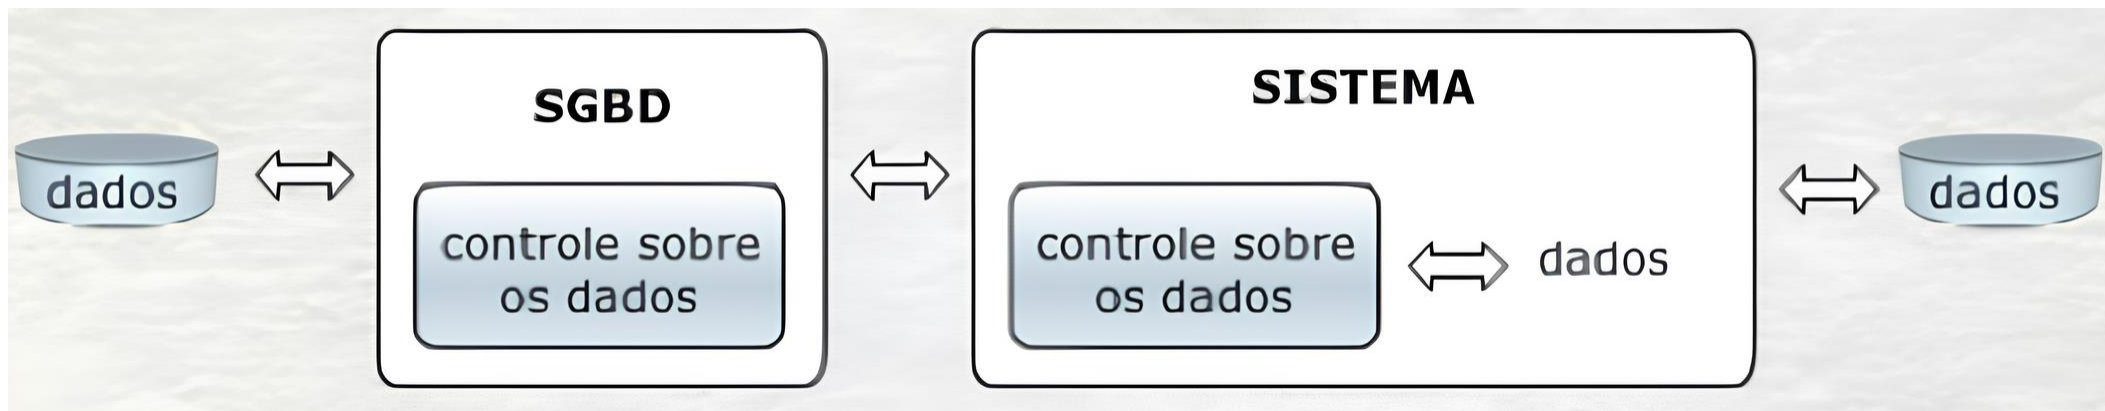 dados
SGBD
controle sobre
os dados
SISTEMA
controle sobre
os dados
dados
dados